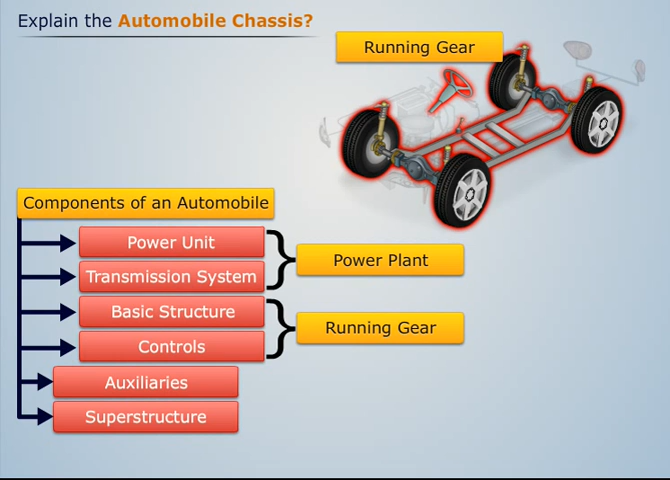 Explain the Automobile Chassis?
Running Gear
Components of an Automobile
Power Unit
Transmission System
Power Plant
Basic Structure
Controls
Running Gear
Auxiliaries
Superstructure